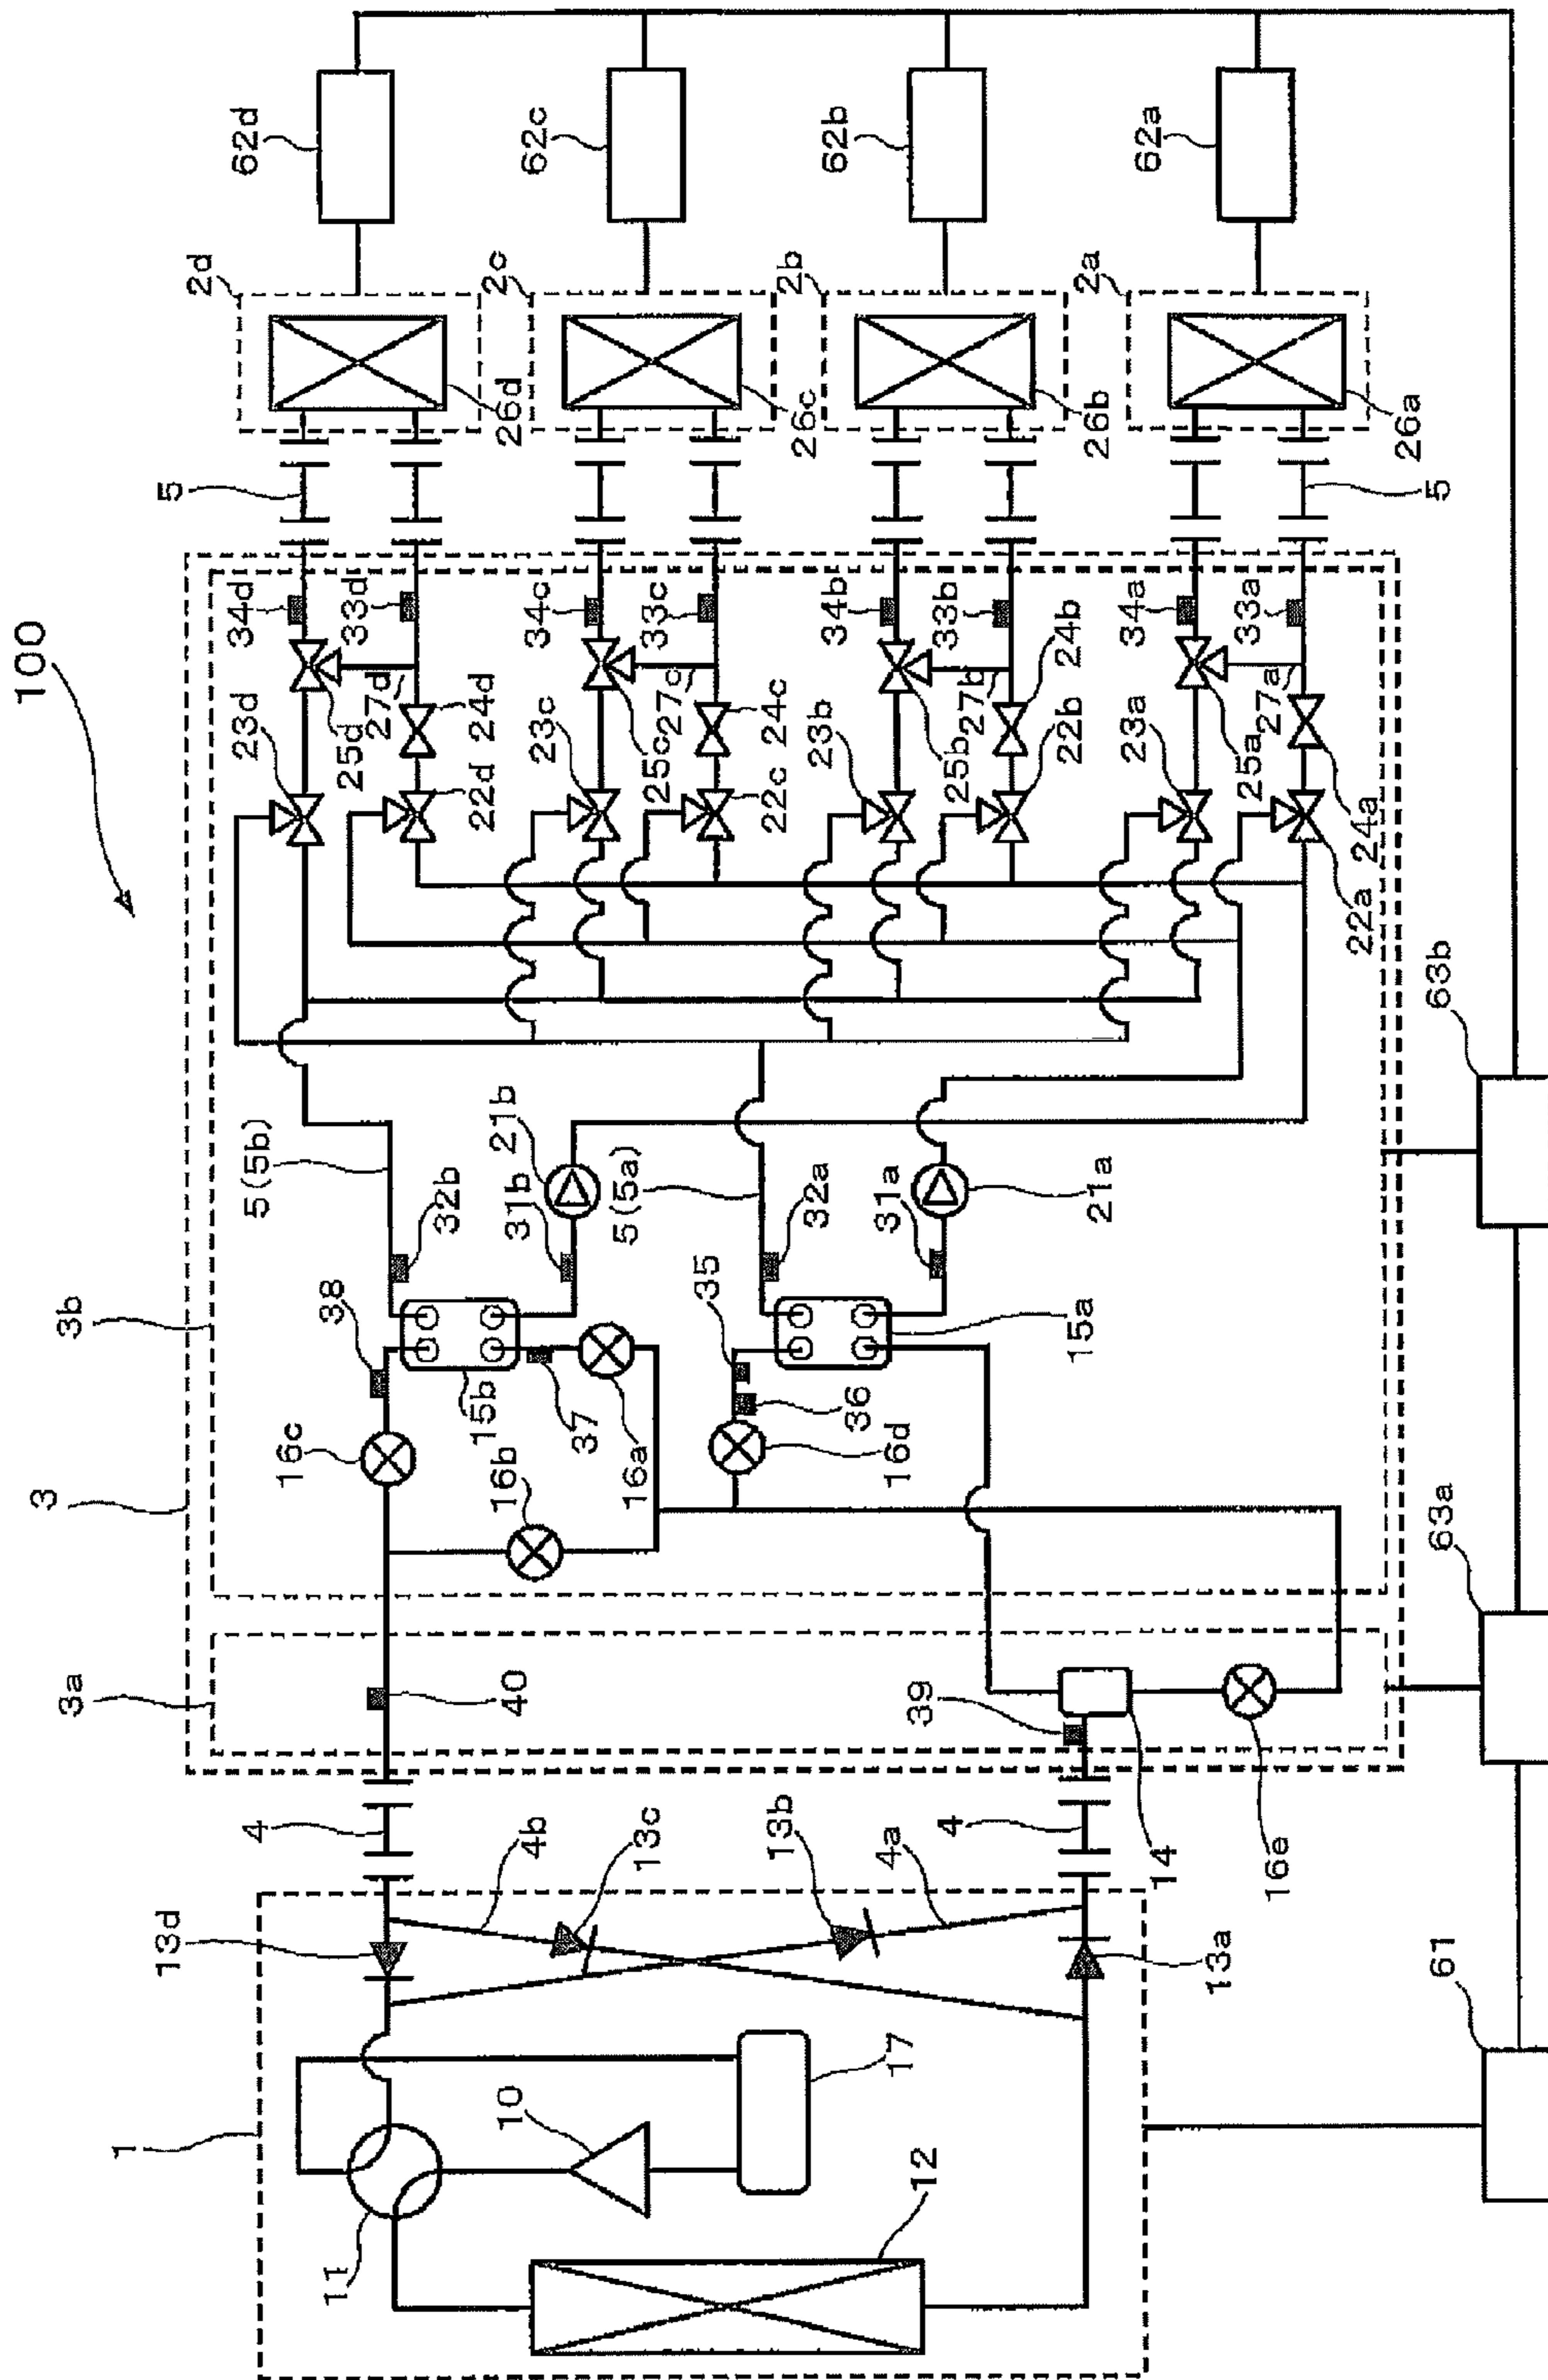 100
62d
62c
62b
62a
2d
2c
2b
2a
26d
26c
26b
26a
5
5
34d
33d
34c
33c
34b
33b
34a
33a
23d
25d
27d
24d
22d
23c
25c
27c
24c
22c
23b
25b
27b
24b
22b
23a
25a
27a
24a
22a
63b
5(5b)
32b
21b
31b
5(5a)
32a
31a
21a
3
3b
38
15b
37
16a
16c
16b
35
36
16d
15a
63a
3a
40
39
14
16e
4
4b
13c
13b
4
4a
13d
13a
1
11
10
17
12
61